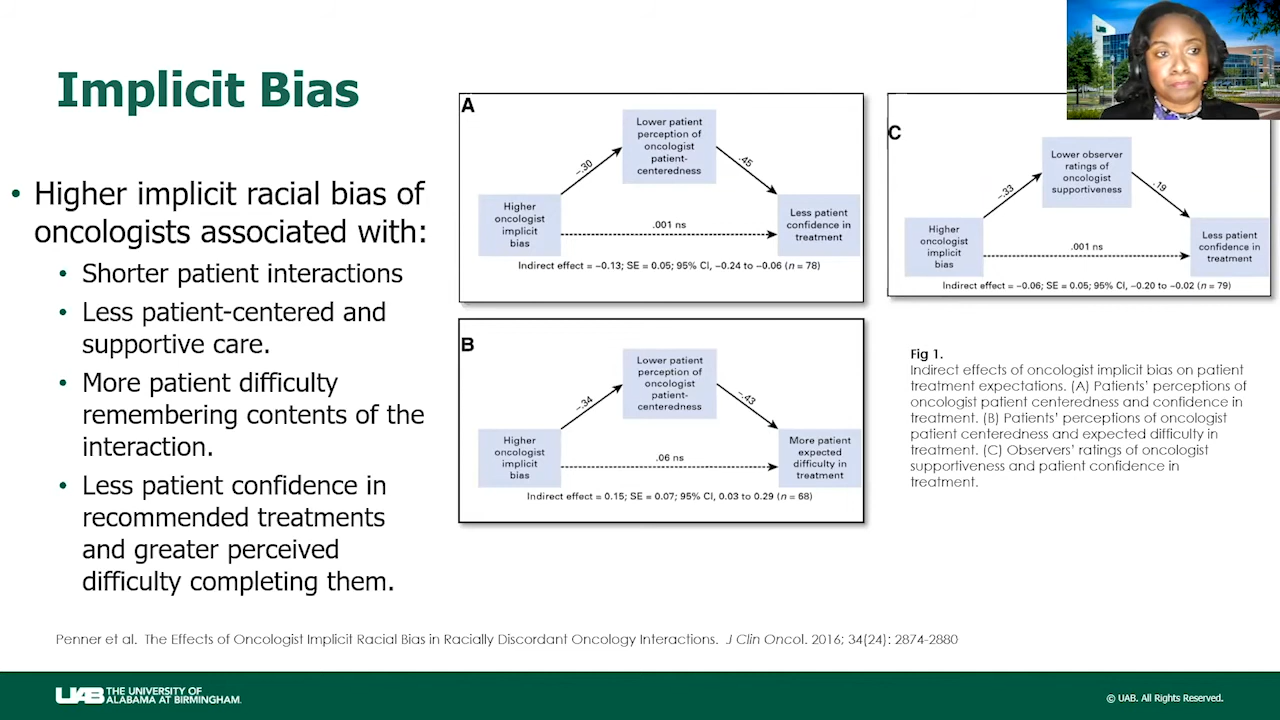 Implicit Bias
• Higher implicit racial bias of
oncologists associated with:
• Shorter patient interactions
• Less patient-centered and
supportive care.
• More patient difficulty
remembering contents of the
interaction.
• Less patient confidence in
recommended treatments
and greater perceived
difficulty completing them.
A
Lower patient
perception of
oncologist
patient-
centeredness
–.30
.45
Higher
oncologist
implicit
bias
.001 ns
Less patient
confidence in
treatment
Indirect effect = –0.13; SE = 0.05; 95% CI, –0.24 to –0.06 (n = 78)
B
Lower patient
perception of
oncologist
patient-
centeredness
–.34
–.43
Higher
oncologist
implicit
bias
.06 ns
More patient
expected
difficulty in
treatment
Indirect effect = 0.15; SE = 0.07; 95% CI, 0.03 to 0.29 (n = 68)
C
Lower observer
ratings of
oncologist
supportiveness
–.33
.19
Higher
oncologist
implicit
bias
.001 ns
Less patient
confidence in
treatment
Indirect effect = –0.06; SE = 0.05; 95% CI, –0.20 to –0.02 (n = 79)
Fig 1.
Indirect effects of oncologist implicit bias on patient
treatment expectations. (A) Patients’ perceptions of
oncologist patient centeredness and confidence in
treatment. (B) Patients’ perceptions of oncologist
patient centeredness and expected difficulty in
treatment. (C) Observers’ ratings of oncologist
supportiveness and patient confidence in
treatment.
Penner et al. The Effects of Oncologist Implicit Racial Bias in Racially Discordant Oncology Interactions. J Clin Oncol. 2016; 34(24): 2874-2880
UAB THE UNIVERSITY OF
ALABAMA AT BIRMINGHAM.
© UAB. All Rights Reserved.
UAB